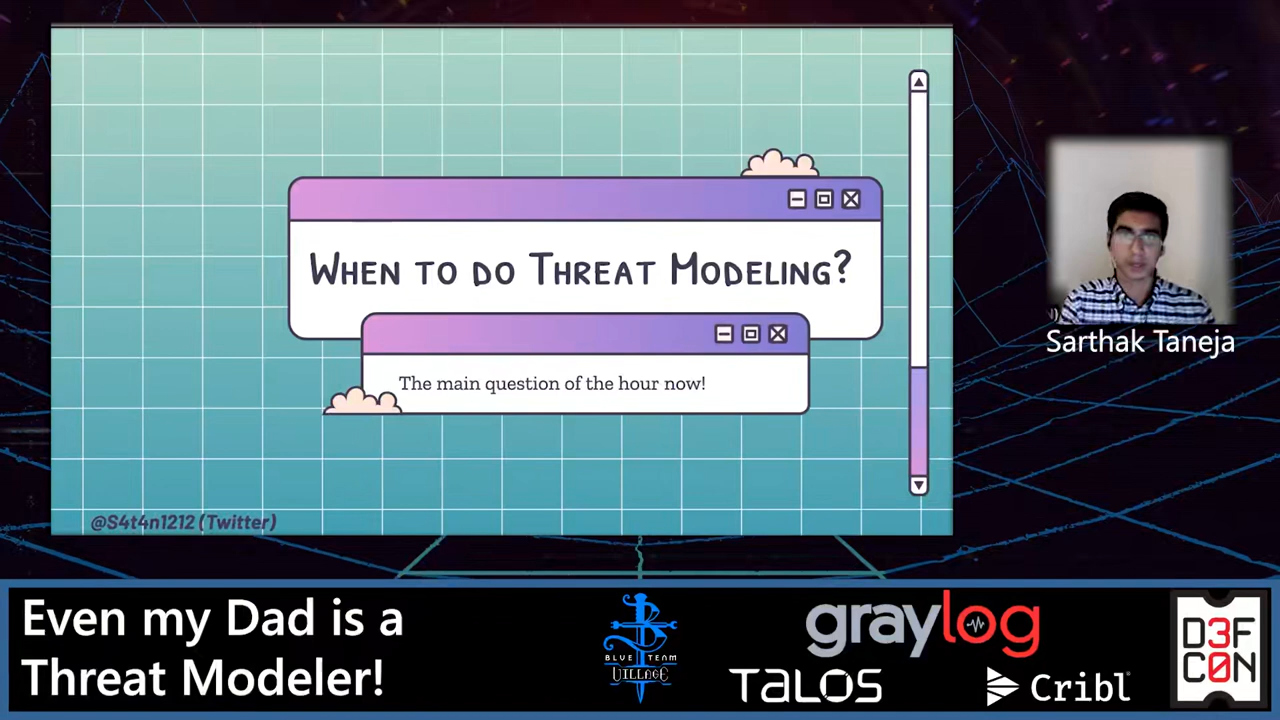 When to do Threat Modeling?
The main question of the hour now!
@S4t4n1212 (Twitter)
Sarthak Taneja
Even my Dad is a
Threat Modeler!
BLUE TEAM
VILLAGE
graylog
TALOS
Cribl
D3F
C0N